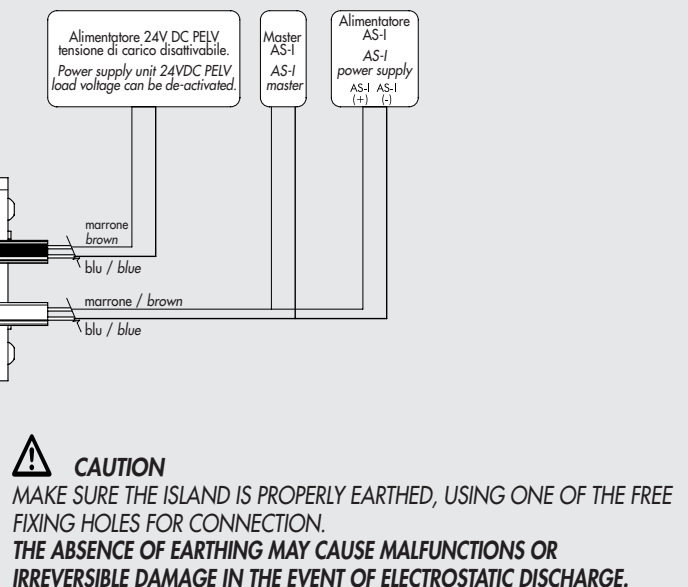 Alimentatore 24V DC PELV
tensione di carico disattivabile.
Power supply unit 24VDC PELV
load voltage can be de-activated.
Master
AS-I
AS-I
master
Alimentatore
AS-I
AS-I
power supply
AS-I AS-I
(+) (-)
marrone
brown
blu / blue
marrone / brown
blu / blue
CAUTION
MAKE SURE THE ISLAND IS PROPERLY EARTHED, USING ONE OF THE FREE
FIXING HOLES FOR CONNECTION.
THE ABSENCE OF EARTHING MAY CAUSE MALFUNCTIONS OR
IRREVERSIBLE DAMAGE IN THE EVENT OF ELECTROSTATIC DISCHARGE.